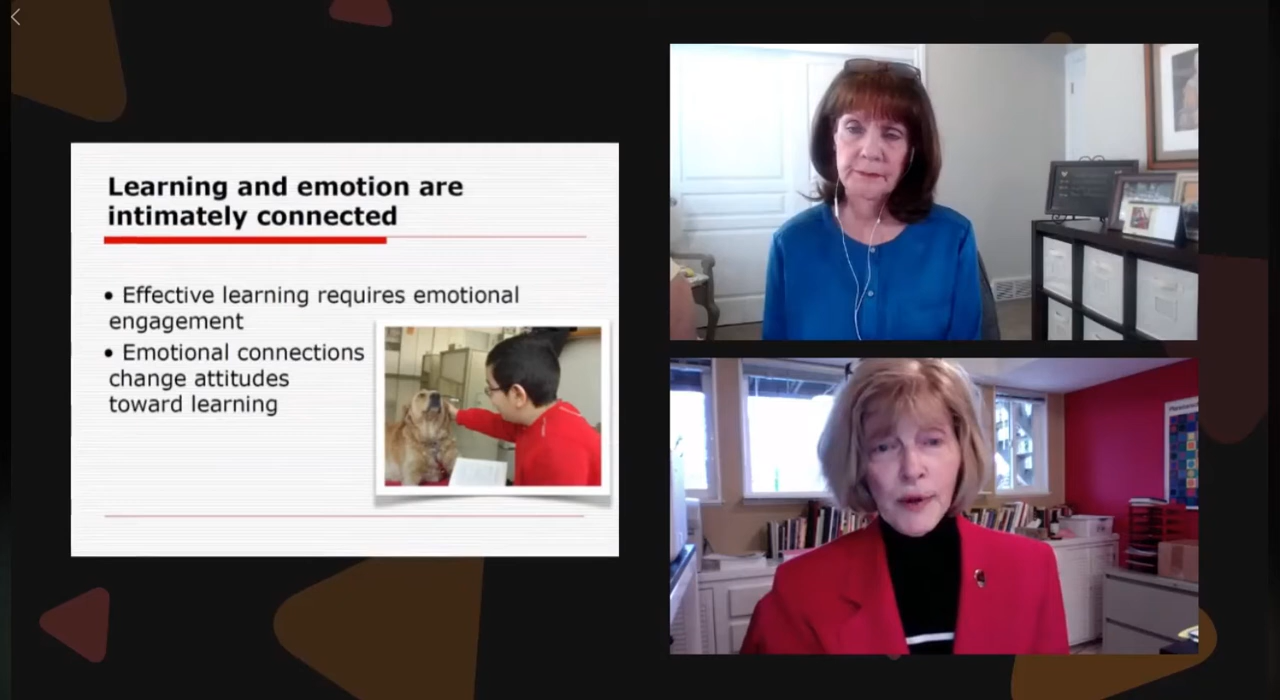 Learning and emotion are
intimately connected
• Effective learning requires emotional
engagement
• Emotional connections
change attitudes
toward learning